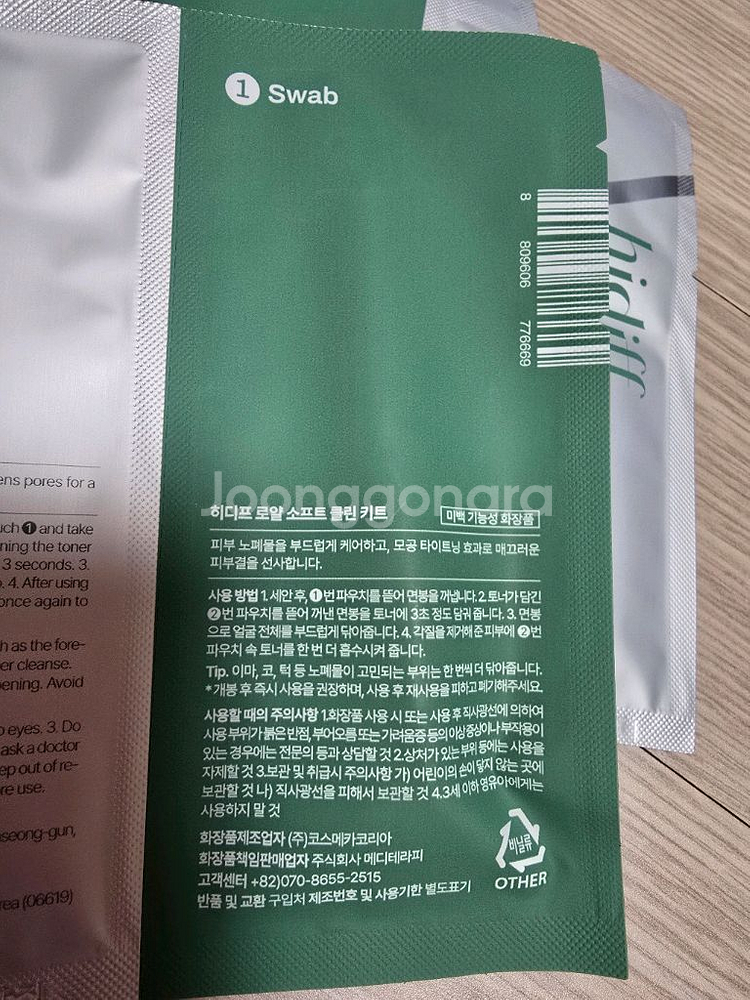 ① Swab
8 809606 776669
hidiff
Joonggonara
히디프 로얄 소프트 클린 키트
미백 기능성 화장품
피부 노폐물을 부드럽게 케어하고, 모공 타이트닝 효과로 매끄러운
피부결을 선사합니다.
사용 방법 1. 세안 후, ❶번 파우치를 뜯어 면봉을 꺼냅니다. 2. 토너가 담긴
❷번 파우치를 뜯어 꺼낸 면봉을 토너에 3초 정도 담궈 줍니다. 3. 면봉
으로 얼굴 전체를 부드럽게 닦아줍니다. 4. 각질을 제거해 준 피부에 ❷번
파우치 속 토너를 한 번 더 흡수시켜 줍니다.
Tip. 이마, 코, 턱 등 노폐물이 고민되는 부위는 한 번씩 더 닦아줍니다.
*개봉 후 즉시 사용을 권장하며, 사용 후 재사용을 피하고 폐기해주세요.
사용할 때의 주의사항 1.화장품 사용 시 또는 사용 후 직사광선에 의하여
사용 부위가 붉은 반점, 부어오름 또는 가려움증 등의 이상 증상이나 부작용이
있는 경우에는 전문의 등과 상담할 것 2.상처가 있는 부위 등에는 사용을
자제할 것 3.보관 및 취급시 주의사항 가) 어린이의 손이 닿지 않는 곳에
보관할 것 나) 직사광선을 피해서 보관할 것 4.3세 이하 영유아에게는
사용하지 말 것
화장품제조업자 (주)코스메카코리아
화장품책임판매업자 주식회사 메디테라피
고객센터 +82)070-8655-2515
반품 및 교환 구입처 제조번호 및 사용기한 별도표기
비닐류
OTHER
ens pores for a
uch ❶ and take
ning the toner
3 seconds. 3.
. 4. After using
once again to
h as the fore-
er cleanse.
pening. Avoid
o eyes. 3. Do
ask a doctor
ep out of re-
re use.
seong-gun,
rea (06619)